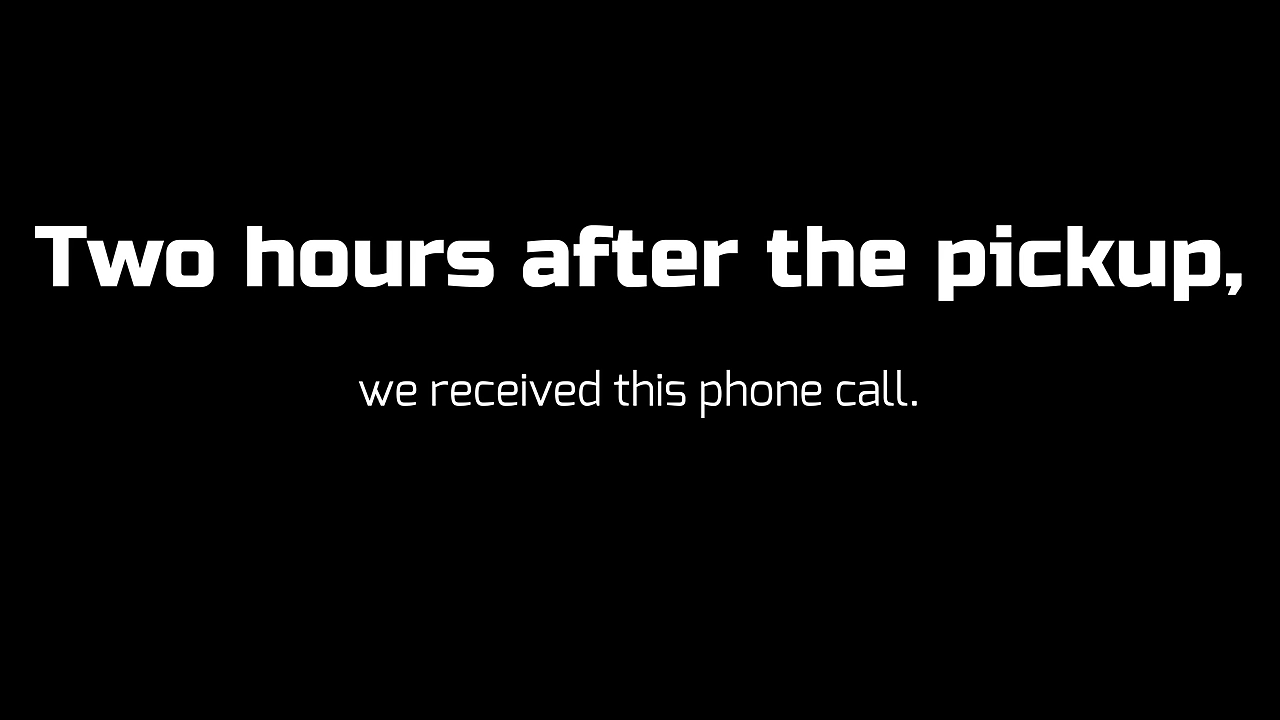 Two hours after the pickup,
we received this phone call.